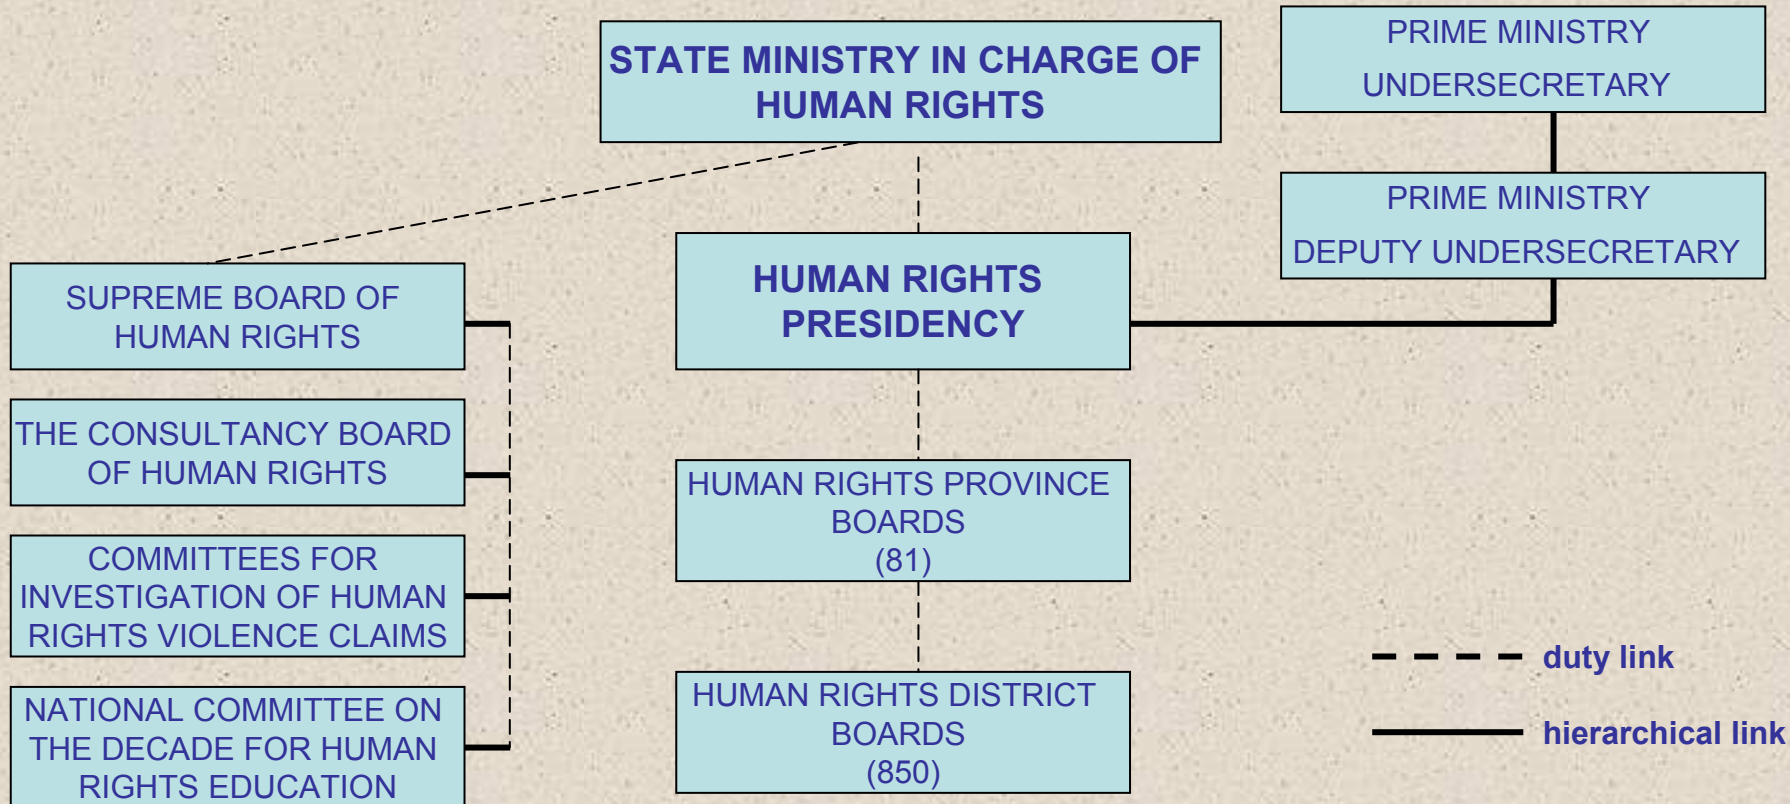 STATE MINISTRY IN CHARGE OF
HUMAN RIGHTS
PRIME MINISTRY
UNDERSECRETARY
PRIME MINISTRY
DEPUTY UNDERSECRETARY
HUMAN RIGHTS
PRESIDENCY
SUPREME BOARD OF
HUMAN RIGHTS
THE CONSULTANCY BOARD
OF HUMAN RIGHTS
COMMITTEES FOR
INVESTIGATION OF HUMAN
RIGHTS VIOLENCE CLAIMS
NATIONAL COMMITTEE ON
THE DECADE FOR HUMAN
RIGHTS EDUCATION
HUMAN RIGHTS PROVINCE
BOARDS
(81)
HUMAN RIGHTS DISTRICT
BOARDS
(850)
duty link
hierarchical link